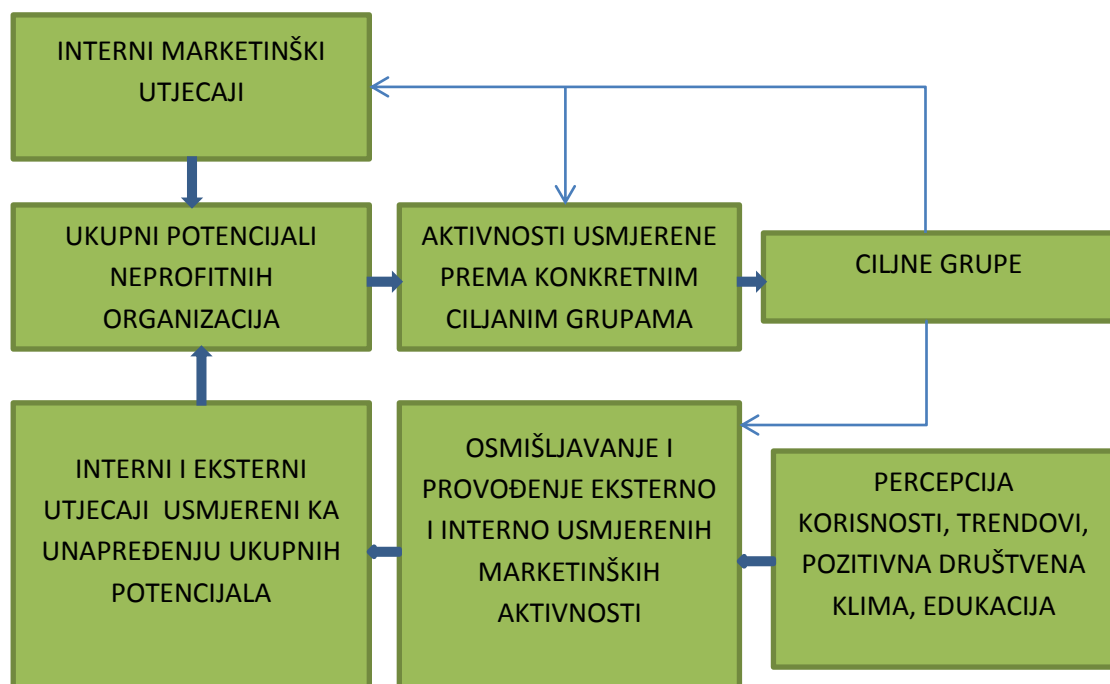 INTERNI MARKETINŠKI
UTJECAJI
UKUPNI POTENCIJALI
NEPROFITNIH
ORGANIZACIJA
AKTIVNOSTI USMJERENE
PREMA KONKRETNIM
CILJANIM GRUPAMA
CILJNE GRUPE
INTERNI I EKSTERNI
UTJECAJI USMJERENI KA
UNAPREĐENJU UKUPNIH
POTENCIJALA
OSMIŠLJAVANJE I
PROVOĐENJE EKSTERNO
I INTERNO USMJERENIH
MARKETINŠKIH
AKTIVNOSTI
PERCEPCIJA
KORISNOSTI, TRENDOVI,
POZITIVNA DRUŠTVENA
KLIMA, EDUKACIJA